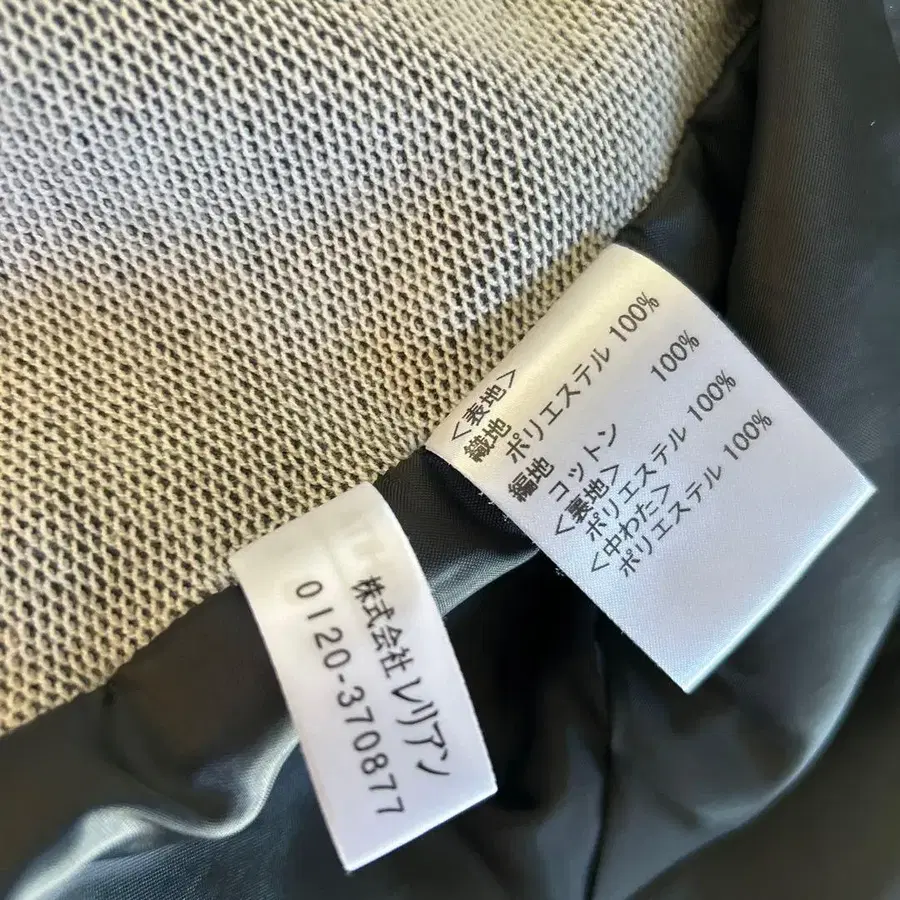 <表地>
織地
ポリエステル 100%
編地
コットン 100%
<裏地>
ポリエステル 100%
<中わた>
ポリエステル 100%
株式会社 レリアン
0120-370877